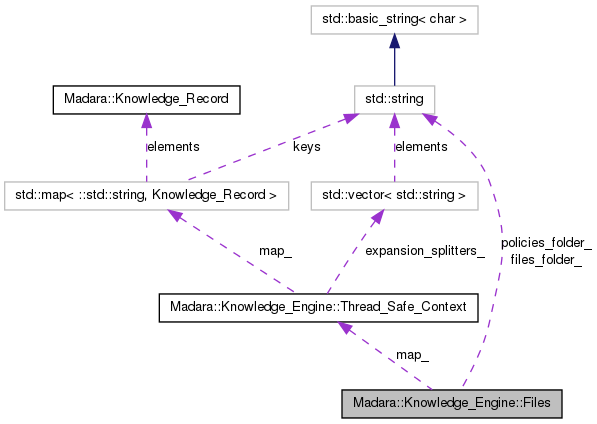 std::basic_string< char >
Madara::Knowledge_Record
std::string
elements
keys
elements
std::map< ::std::string, Knowledge_Record >
std::vector< std::string >
map_
expansion_splitters_
policies_folder_
files_folder_
Madara::Knowledge_Engine::Thread_Safe_Context
map_
Madara::Knowledge_Engine::Files